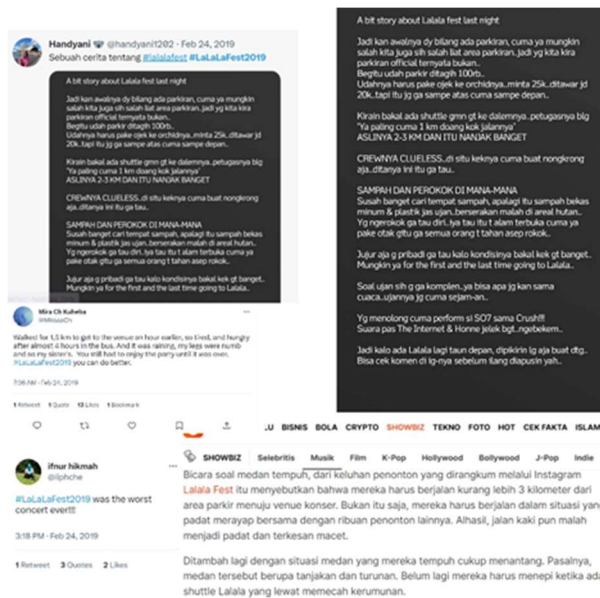 Handyani @handyani1202 · Feb 24, 2019
Sebuah cerita tentang #lalalafest #LaLaLaFest2019
A bit story about Lalala fest last night
Jadi kan awalnya dy bilang ada parkiran, cuma ya mungkin
salah kita juga sih salah liat area parkiran. jadi yg kita kira
parkiran official ternyata bukan..
Begitu udah parkir ditagih 100rb..
Udahnya harus pake ojek ke orchidnya...minta 25k..ditawar jd
20k..tapi itu jg ga sampe atas cuma sampe depan..
Kirain bakal ada shuttle gmn gt ke dalemnya..petugasnya blg
'Ya paling cuma 1 km doang kok jalannya'
ASLINYA 2-3 KM DAN ITU NANJAK BANGET
CREWNYA CLUELESS..di situ keknya cuma buat nongkrong
aja..ditanya ini itu ga tau..
SAMPAH DAN PEROKOK DI MANA-MANA
Susah banget cari tempat sampah, apalagi itu sampah bekas
minum & plastik jas ujan..berserakan malah di areal hutan..
Yg ngerokok ga tau diri..iya tau itu t alam terbuka cuma ya
pake otak gitu ga semua orang t tahan asep rokok..
Jujur aja g pribadi ga tau kalo kondisinya bakal kek gt banget..
Mungkin ya for the first and the last time going to Lalala..
Mira Ch Kuheba
Walked for 1,5 km to get to the venue an hour earlier, so tired, and hungry
after almost 4 hours in the bus. And it was raining, my legs were numb
and so my sister's. You still had to enjoy the party until it was over.
#LaLaLaFest2019 you can do better.
7:36 AM · Feb 24, 2019
1 Retweet 1 Quote 13 Likes 1 Bookmark
ifnur hikmah
@iiphche
#LaLaLaFest2019 was the worst
concert ever!!!
3:18 PM · Feb 24, 2019
1 Retweet 3 Quotes 2 Likes
A bit story about Lalala fest last night
Jadi kan awalnya dy bilang ada parkiran, cuma ya mungkin
salah kita juga sih salah liat area parkiran. jadi yg kita kira
parkiran official ternyata bukan..
Begitu udah parkir ditagih 100rb..
Udahnya harus pake ojek ke orchidnya...minta 25k..ditawar jd
20k..tapi itu jg ga sampe atas cuma sampe depan..
Kirain bakal ada shuttle gmn gt ke dalemnya..petugasnya blg
'Ya paling cuma 1 km doang kok jalannya'
ASLINYA 2-3 KM DAN ITU NANJAK BANGET
CREWNYA CLUELESS..di situ keknya cuma buat nongkrong
aja..ditanya ini itu ga tau..
SAMPAH DAN PEROKOK DI MANA-MANA
Susah banget cari tempat sampah, apalagi itu sampah bekas
minum & plastik jas ujan..berserakan malah di areal hutan..
Yg ngerokok ga tau diri..iya tau itu t alam terbuka cuma ya
pake otak gitu ga semua orang t tahan asep rokok..
Jujur aja g pribadi ga tau kalo kondisinya bakal kek gt banget..
Mungkin ya for the first and the last time going to Lalala..
Soal ujan sih g ga komplen..ya bisa apa jg kan sama
cuaca..ujannya jg cuma sejam-an..
Yg menolong cuma perform si SO7 sama Crush!!!
Suara pas The Internet & Honne jelek bgt..ngebekem..
Jadi kalo ada Lalala lagi taun depan, dipikirin lg aja buat dtg..
Bisa cek komen di ig-nya sebelum ilang diapusin yah..
LU BISNIS BOLA CRYPTO SHOWBIZ TEKNO FOTO HOT CEK FAKTA ISLAM
SHOWBIZ Selebritis Musik Film K-Pop Hollywood Bollywood J-Pop Indie
Bicara soal medan tempuh, dari keluhan penonton yang dirangkum melalui Instagram
Lalala Fest itu menyebutkan bahwa mereka harus berjalan kurang lebih 3 kilometer dari
area parkir menuju venue konser. Bukan itu saja, mereka harus berjalan dalam situasi yang
padat merayap bersama dengan ribuan penonton lainnya. Alhasil, jalan kaki pun malah
menjadi padat dan terkesan macet.
Ditambah lagi dengan situasi medan yang mereka tempuh cukup menantang. Pasalnya,
medan tersebut berupa tanjakan dan turunan. Belum lagi mereka harus menepi ketika ada
shuttle Lalala yang lewat memecah kerumunan.